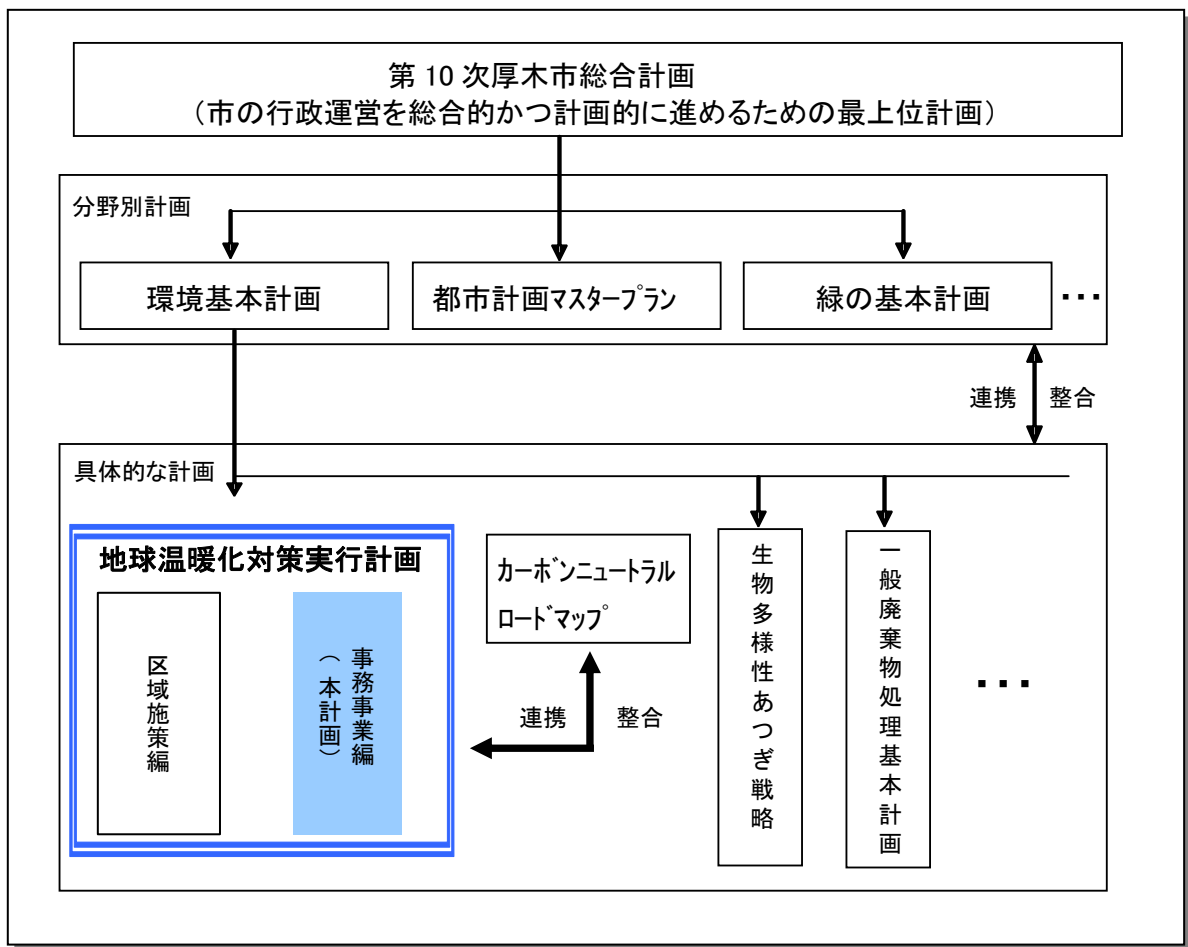 第 10 次厚木市総合計画
（市の行政運営を総合的かつ計画的に進めるための最上位計画）
分野別計画
環境基本計画
都市計画ﾏｽﾀｰﾌﾟﾗﾝ
緑の基本計画
･･･
連携
整合
具体的な計画
地球温暖化対策実行計画
区域施策編
事務事業編
（本計画）
ｶｰﾎﾞﾝﾆｭｰﾄﾗﾙ
ﾛｰﾄﾞﾏｯﾌﾟ
連携
整合
生物多様性あつぎ戦略
一般廃棄物処理基本計画
･･･